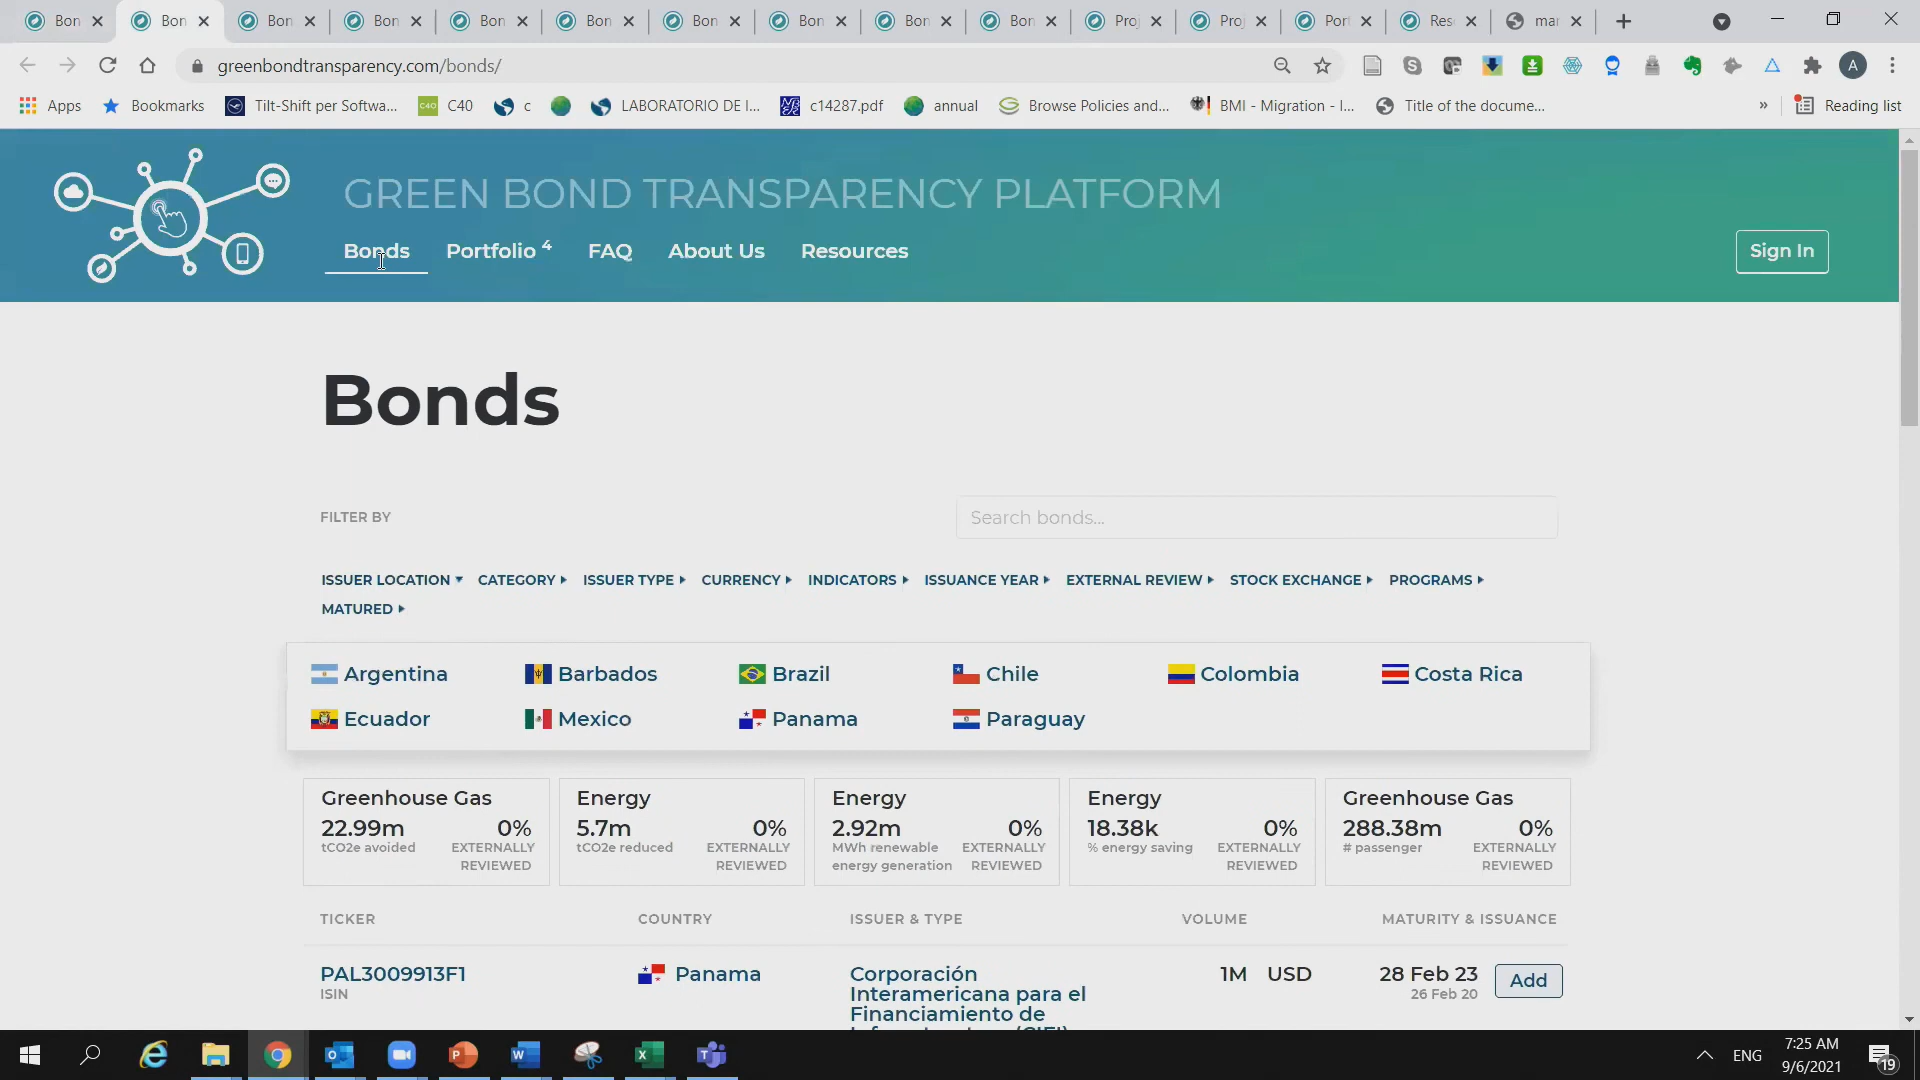 Bon Bon Bon Bon Bon Bon Bon Bon Bon Bon Proj Proj Port Res mar
greenbondtransparency.com/bonds/
A
Apps Bookmarks Tilt-Shift per Softwa... C40 C40 c LABORATORIO DE I... c14287.pdf annual Browse Policies and... BMI - Migration - I... Title of the docume... » Reading list
GREEN BOND TRANSPARENCY PLATFORM
Bonds Portfolio 4 FAQ About Us Resources Sign In
Bonds
FILTER BY Search bonds...
ISSUER LOCATION CATEGORY ISSUER TYPE CURRENCY INDICATORS ISSUANCE YEAR EXTERNAL REVIEW STOCK EXCHANGE PROGRAMS
MATURED
Argentina Barbados Brazil Chile Colombia Costa Rica
Ecuador Mexico Panama Paraguay
Greenhouse Gas Energy Energy Energy Greenhouse Gas
22.99m 0% 5.7m 0% 2.92m 0% 18.38k 0% 288.38m 0%
tCO2e avoided EXTERNALLY tCO2e reduced EXTERNALLY MWh renewable EXTERNALLY % energy saving EXTERNALLY # passenger EXTERNALLY
REVIEWED REVIEWED energy generation REVIEWED REVIEWED REVIEWED
TICKER COUNTRY ISSUER & TYPE VOLUME MATURITY & ISSUANCE
PAL3009913F1 Panama Corporación 1M USD 28 Feb 23 Add
ISIN Interamericana para el 26 Feb 20
Financiamiento de
Infraestructura (CIFI)
ENG 7:25 AM
9/6/2021 19